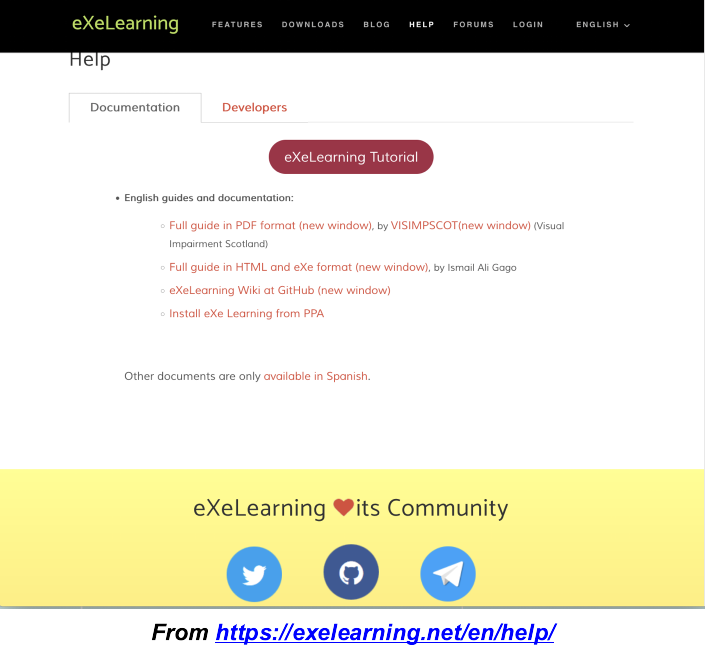 eXeLearning FEATURES DOWNLOADS BLOG HELP FORUMS LOGIN ENGLISH
Help
Documentation Developers
eXeLearning Tutorial
• English guides and documentation:
○ Full guide in PDF format (new window), by VISIMPSCOT(new window) (Visual
Impairment Scotland)
○ Full guide in HTML and eXe format (new window), by Ismail Ali Gago
○ eXeLearning Wiki at GitHub (new window)
○ Install eXe Learning from PPA
Other documents are only available in Spanish.
eXeLearning ❤its Community
From https://exelearning.net/en/help/